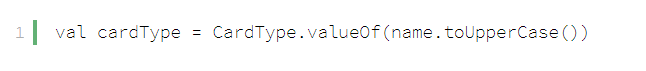 1 val cardType = CardType.valueOf(name.toUpperCase())